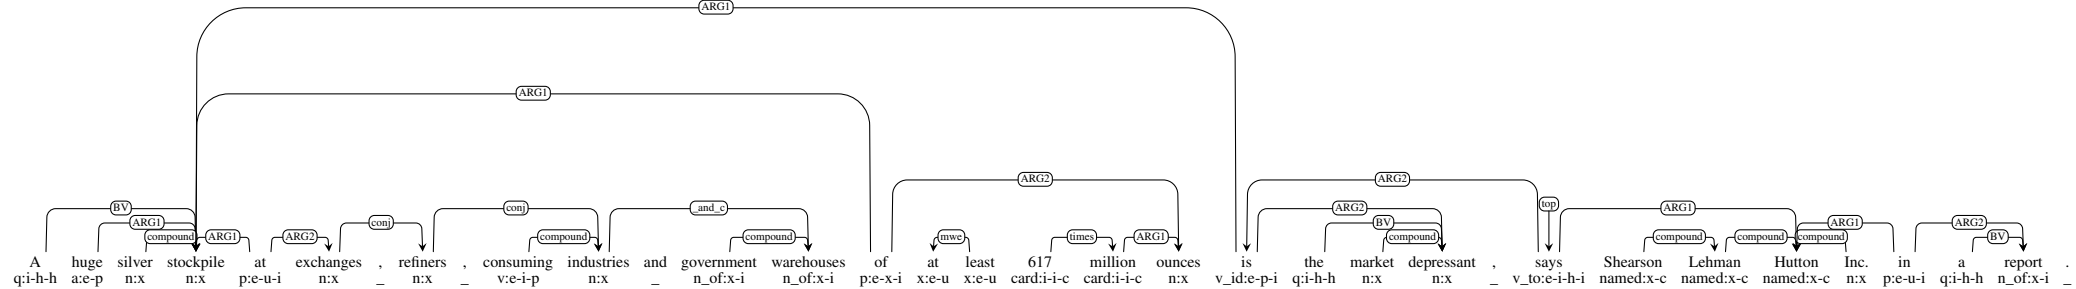 ARG1
ARG1
ARG2 ARG2
BV conj _and_c ARG2 top ARG1
ARG1 conj BV ARG1 ARG2
compound ARG1 ARG2 compound compound mwe times ARG1 compound compound compound compound BV
A huge silver stockpile at exchanges , refiners , consuming industries and government warehouses of at least 617 million ounces is the market depressant , says Shearson Lehman Hutton Inc. in a report .
q:i-h-h a:e-p n:x n:x p:e-u-i n:x _ n:x _ v:e-i-p n:x _ n_of:x-i n_of:x-i p:e-x-i x:e-u x:e-u card:i-i-c card:i-i-c n:x v_id:e-p-i q:i-h-h n:x n:x _ v_to:e-i-h-i named:x-c named:x-c named:x-c n:x p:e-u-i q:i-h-h n_of:x-i _